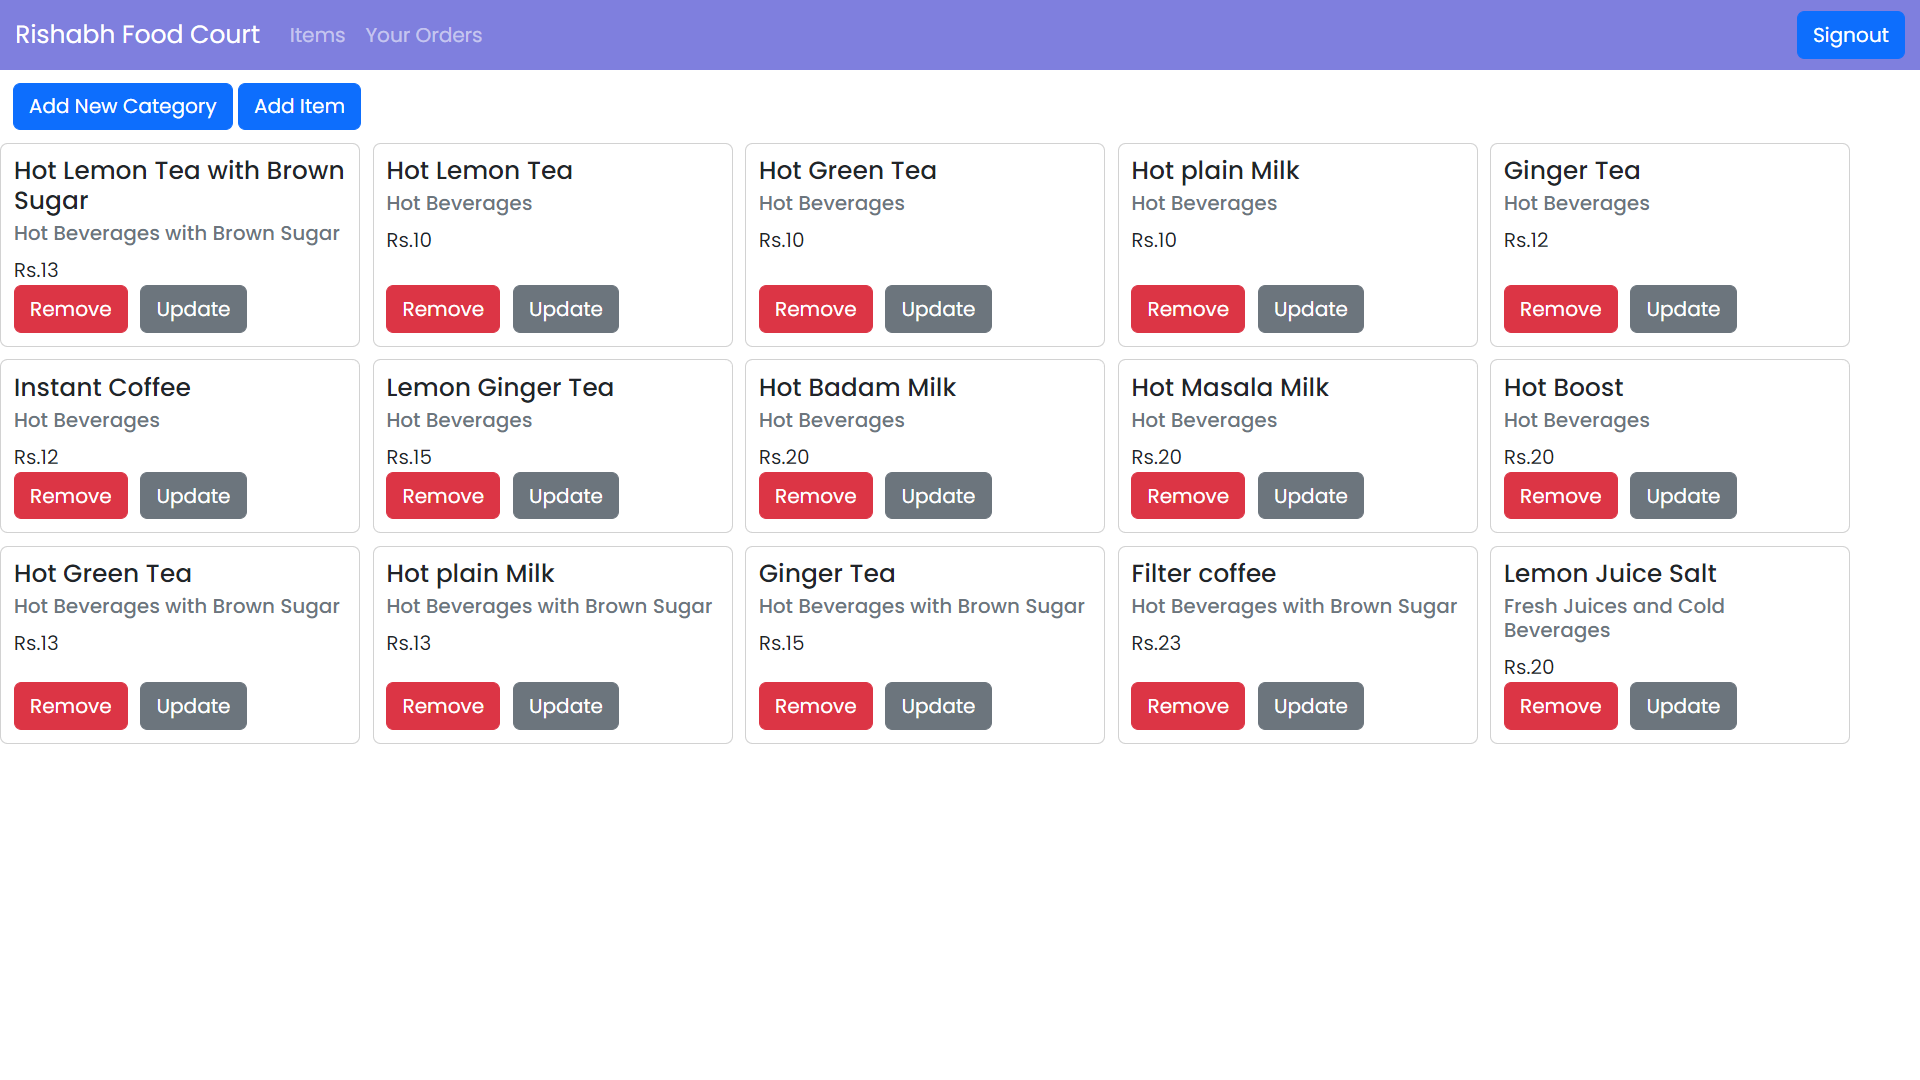 Rishabh Food Court Items Your Orders Signout
Add New Category Add Item
Hot Lemon Tea with Brown
Sugar
Hot Beverages with Brown Sugar
Rs.13
Remove Update
Hot Lemon Tea
Hot Beverages
Rs.10
Remove Update
Hot Green Tea
Hot Beverages
Rs.10
Remove Update
Hot plain Milk
Hot Beverages
Rs.10
Remove Update
Ginger Tea
Hot Beverages
Rs.12
Remove Update
Instant Coffee
Hot Beverages
Rs.12
Remove Update
Lemon Ginger Tea
Hot Beverages
Rs.15
Remove Update
Hot Badam Milk
Hot Beverages
Rs.20
Remove Update
Hot Masala Milk
Hot Beverages
Rs.20
Remove Update
Hot Boost
Hot Beverages
Rs.20
Remove Update
Hot Green Tea
Hot Beverages with Brown Sugar
Rs.13
Remove Update
Hot plain Milk
Hot Beverages with Brown Sugar
Rs.13
Remove Update
Ginger Tea
Hot Beverages with Brown Sugar
Rs.15
Remove Update
Filter coffee
Hot Beverages with Brown Sugar
Rs.23
Remove Update
Lemon Juice Salt
Fresh Juices and Cold
Beverages
Rs.20
Remove Update